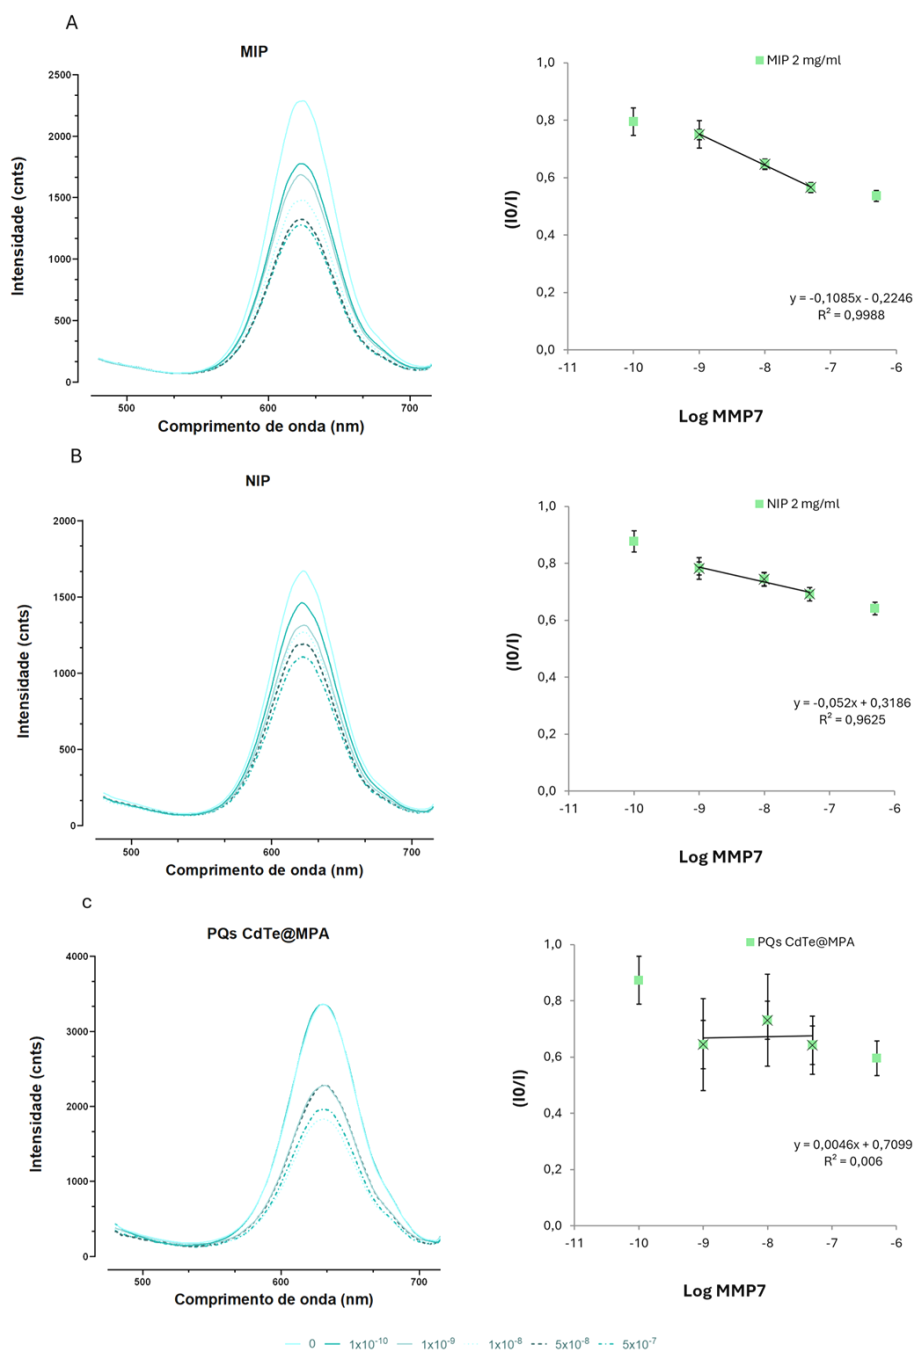 A
MIP
2500
2000
1500
1000
500
0
Intensidade (cnts)
500 600 700
Comprimento de onda (nm)
MIP 2 mg/ml
1,0
0,8
0,6
0,4
0,2
0,0
(I0/I)
y = -0,1085x - 0,2246
R² = 0,9988
-11 -10 -9 -8 -7 -6
Log MMP7
B
NIP
2000
1500
1000
500
0
Intensidade (cnts)
500 600 700
Comprimento de onda (nm)
NIP 2 mg/ml
1,0
0,8
0,6
0,4
0,2
0,0
(I0/I)
y = -0,052x + 0,3186
R² = 0,9625
-11 -10 -9 -8 -7 -6
Log MMP7
c
PQs CdTe@MPA
4000
3000
2000
1000
0
Intensidade (cnts)
500 600 700
Comprimento de onda (nm)
PQs CdTe@MPA
1,0
0,8
0,6
0,4
0,2
0,0
(I0/I)
y = 0,0046x + 0,7099
R² = 0,006
-11 -10 -9 -8 -7 -6
Log MMP7
0 1x10⁻¹⁰ 1x10⁻⁹ 1x10⁻⁸ 5x10⁻⁸ 5x10⁻⁷